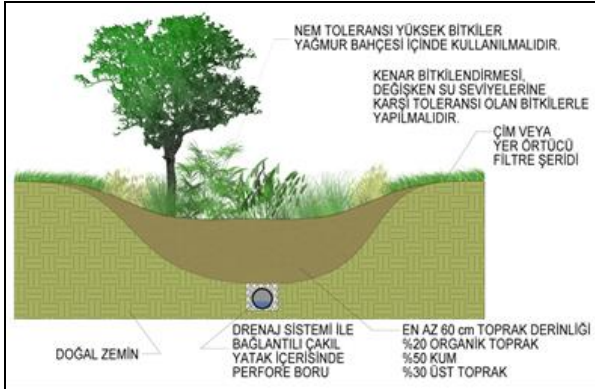 NEM TOLERANSI YÜKSEK BİTKİLER
YAĞMUR BAHÇESİ İÇİNDE KULLANILMALIDIR.
KENAR BİTKİLENDİRMESİ,
DEĞİŞKEN SU SEVİYELERİNE
KARŞI TOLERANSI OLAN BİTKİLERLE
YAPILMALIDIR.
ÇİM VEYA
YER ÖRTÜCÜ
FİLTRE ŞERİDİ
DOĞAL ZEMİN
DRENAJ SİSTEMİ İLE
BAĞLANTILI ÇAKIL
YATAK İÇERİSİNDE
PERFORE BORU
EN AZ 60 cm TOPRAK DERİNLİĞİ
%20 ORGANİK TOPRAK
%50 KUM
%30 ÜST TOPRAK